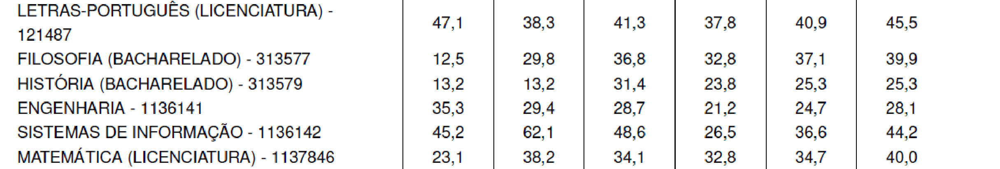 LETRAS-PORTUGUÊS (LICENCIATURA) -
121487 47,1 38,3 41,3 37,8 40,9 45,5
FILOSOFIA (BACHARELADO) - 313577 12,5 29,8 36,8 32,8 37,1 39,9
HISTÓRIA (BACHARELADO) - 313579 13,2 13,2 31,4 23,8 25,3 25,3
ENGENHARIA - 1136141 35,3 29,4 28,7 21,2 24,7 28,1
SISTEMAS DE INFORMAÇÃO - 1136142 45,2 62,1 48,6 26,5 36,6 44,2
MATEMÁTICA (LICENCIATURA) - 1137846 23,1 38,2 34,1 32,8 34,7 40,0